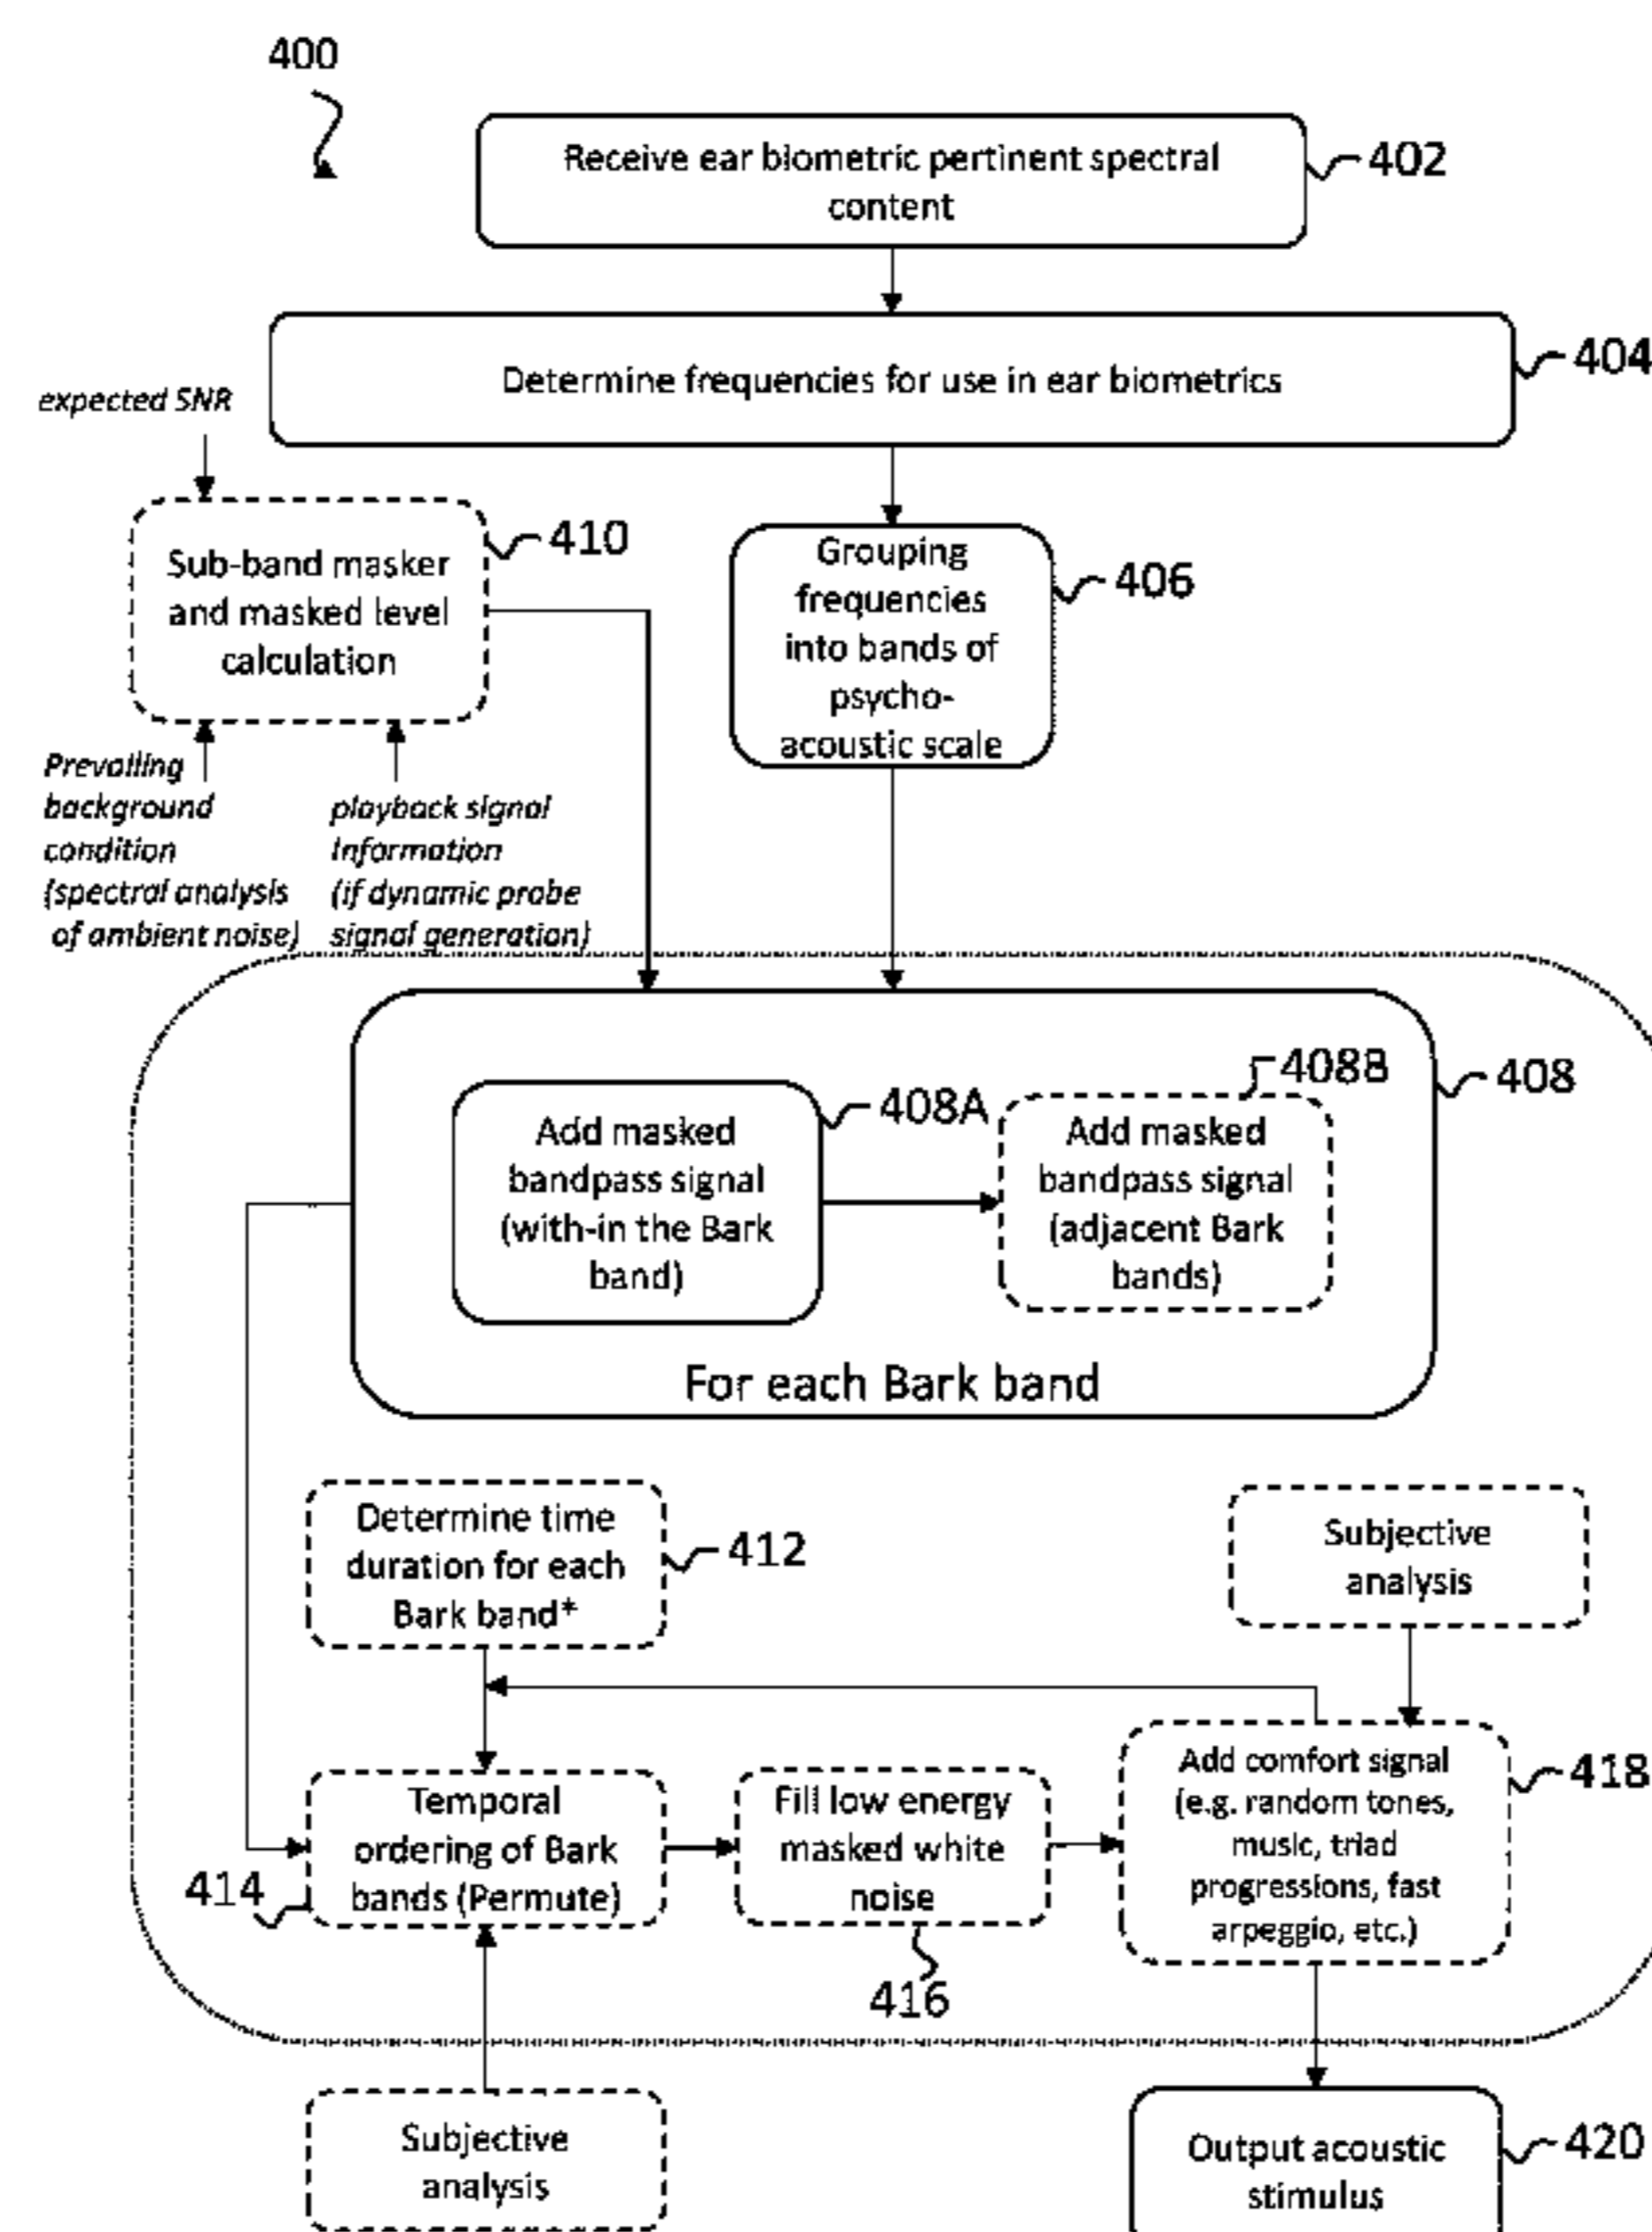 400
Receive ear biometric pertinent spectral
content
402
Determine frequencies for use in ear biometrics
404
expected SNR
Sub-band masker
and masked level
calculation
410
Grouping
frequencies
into bands of
psycho-
acoustic scale
406
Prevailing
background
condition
(spectral analysis
of ambient noise)
playback signal
Information
(if dynamic probe
signal generation)
408
Add masked
bandpass signal
(with-in the Bark
band)
408A
Add masked
bandpass signal
(adjacent Bark
bands)
408B
For each Bark band
Determine time
duration for each
Bark band*
412
Subjective
analysis
Temporal
ordering of Bark
bands (Permute)
414
Fill low energy
masked white
noise
416
Add comfort signal
(e.g. random tones,
music, triad
progressions, fast
arpeggio, etc.)
418
Subjective
analysis
Output acoustic
stimulus
420